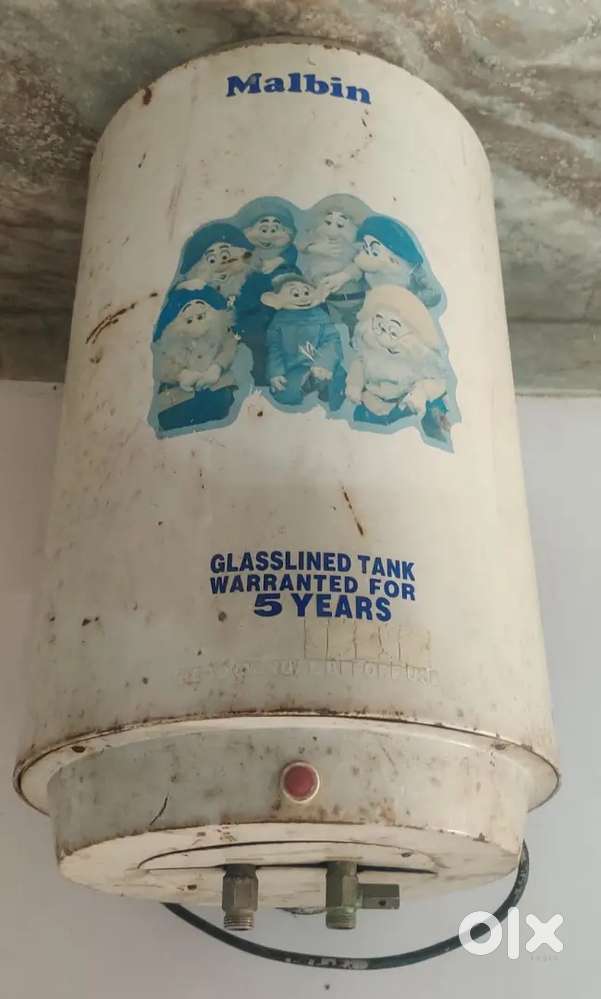 Malbin
GLASSLINED TANK
WARRANTED FOR
5 YEARS
olx